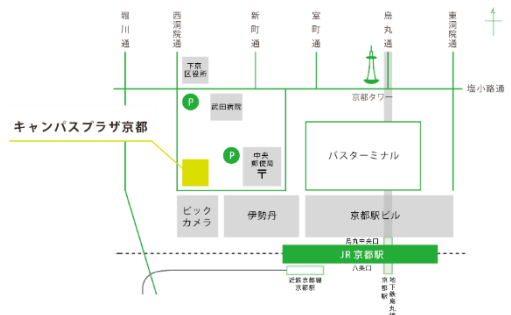 堀川通
西洞院通
新町通
室町通
烏丸通
東洞院通
下京
区役所
P
武田病院
京都タワー
塩小路通
キャンパスプラザ京都
P
中央
郵便局
〒
バスターミナル
ビック
カメラ
伊勢丹
京都駅ビル
烏丸中央口
JR 京都駅
八条口
近鉄京都線
京都駅
地下鉄烏丸線
京都駅